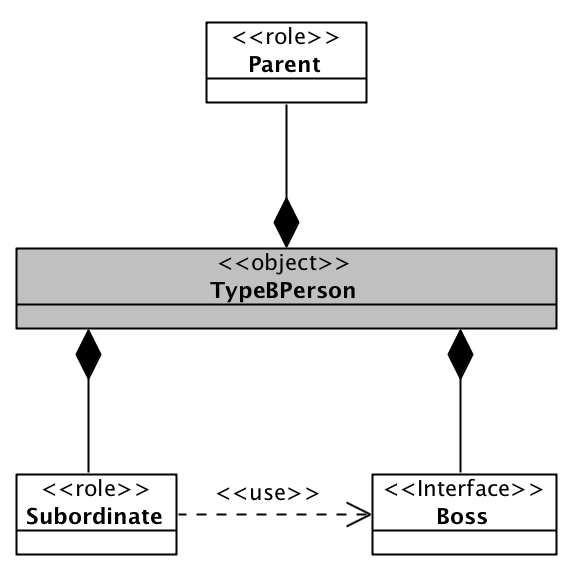 <<role>>
Parent
<<object>>
TypeBPerson
<<role>>
Subordinate
<<use>>
<<Interface>>
Boss